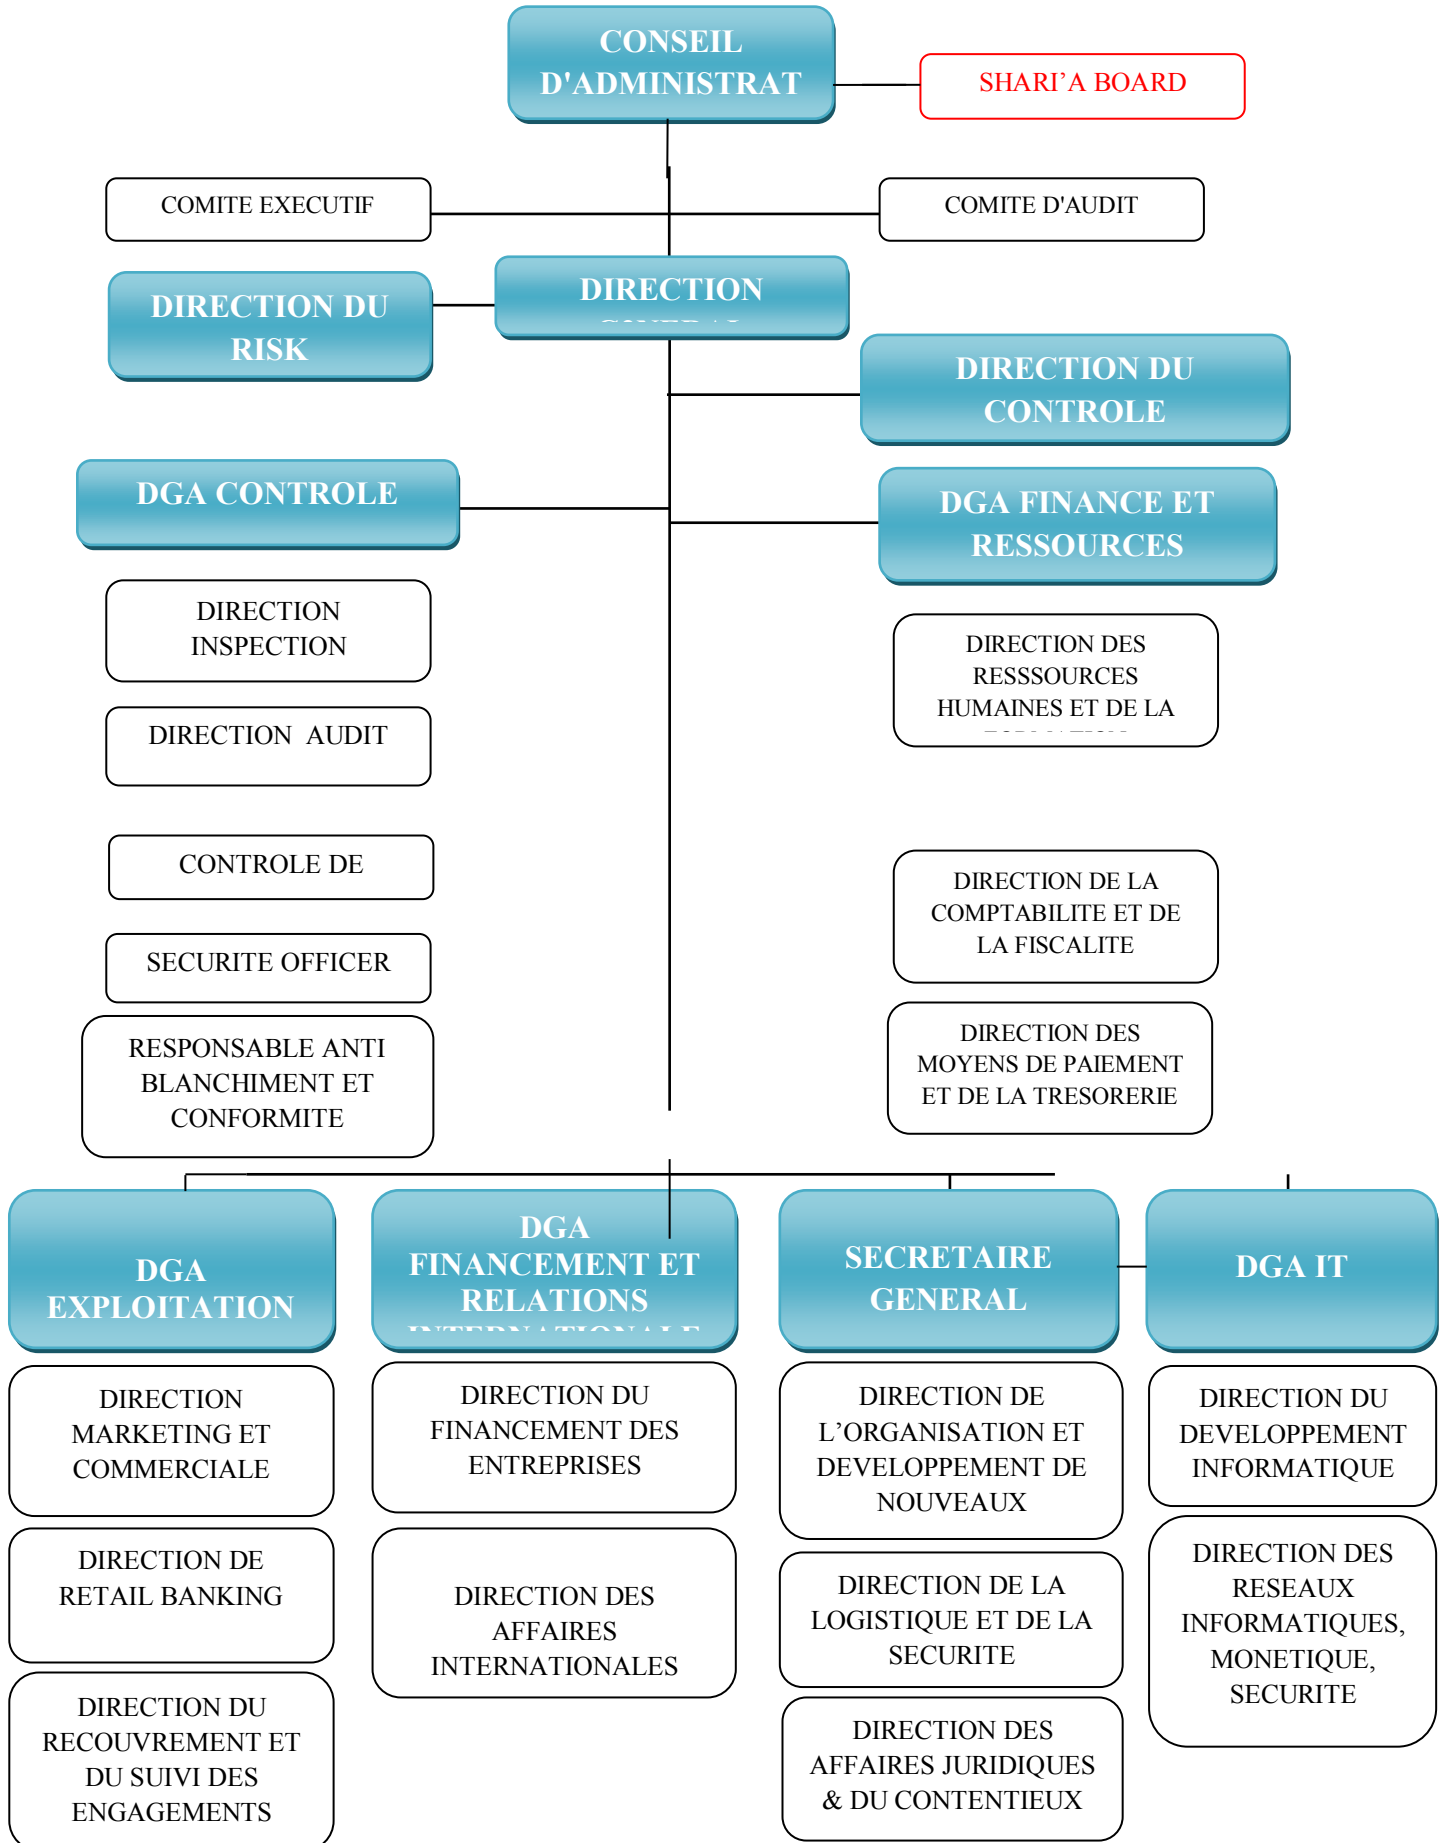 CONSEIL
D'ADMINISTRAT
SHARI’A BOARD
COMITE EXECUTIF
COMITE D'AUDIT
DIRECTION
DIRECTION DU
RISK
DIRECTION DU
CONTROLE
DGA CONTROLE
DGA FINANCE ET
RESSOURCES
DIRECTION
INSPECTION
DIRECTION DES
RESSSOURCES
HUMAINES ET DE LA
DIRECTION AUDIT
CONTROLE DE
DIRECTION DE LA
COMPTABILITE ET DE
LA FISCALITE
SECURITE OFFICER
DIRECTION DES
MOYENS DE PAIEMENT
ET DE LA TRESORERIE
RESPONSABLE ANTI
BLANCHIMENT ET
CONFORMITE
DGA
EXPLOITATION
DGA
FINANCEMENT ET
RELATIONS
SECRETAIRE
GENERAL
DGA IT
DIRECTION
MARKETING ET
COMMERCIALE
DIRECTION DU
FINANCEMENT DES
ENTREPRISES
DIRECTION DE
L’ORGANISATION ET
DEVELOPPEMENT DE
NOUVEAUX
DIRECTION DU
DEVELOPPEMENT
INFORMATIQUE
DIRECTION DE
RETAIL BANKING
DIRECTION DES
AFFAIRES
INTERNATIONALES
DIRECTION DE LA
LOGISTIQUE ET DE LA
SECURITE
DIRECTION DES
RESEAUX
INFORMATIQUES,
MONETIQUE,
SECURITE
DIRECTION DU
RECOUVREMENT ET
DU SUIVI DES
ENGAGEMENTS
DIRECTION DES
AFFAIRES JURIDIQUES
& DU CONTENTIEUX